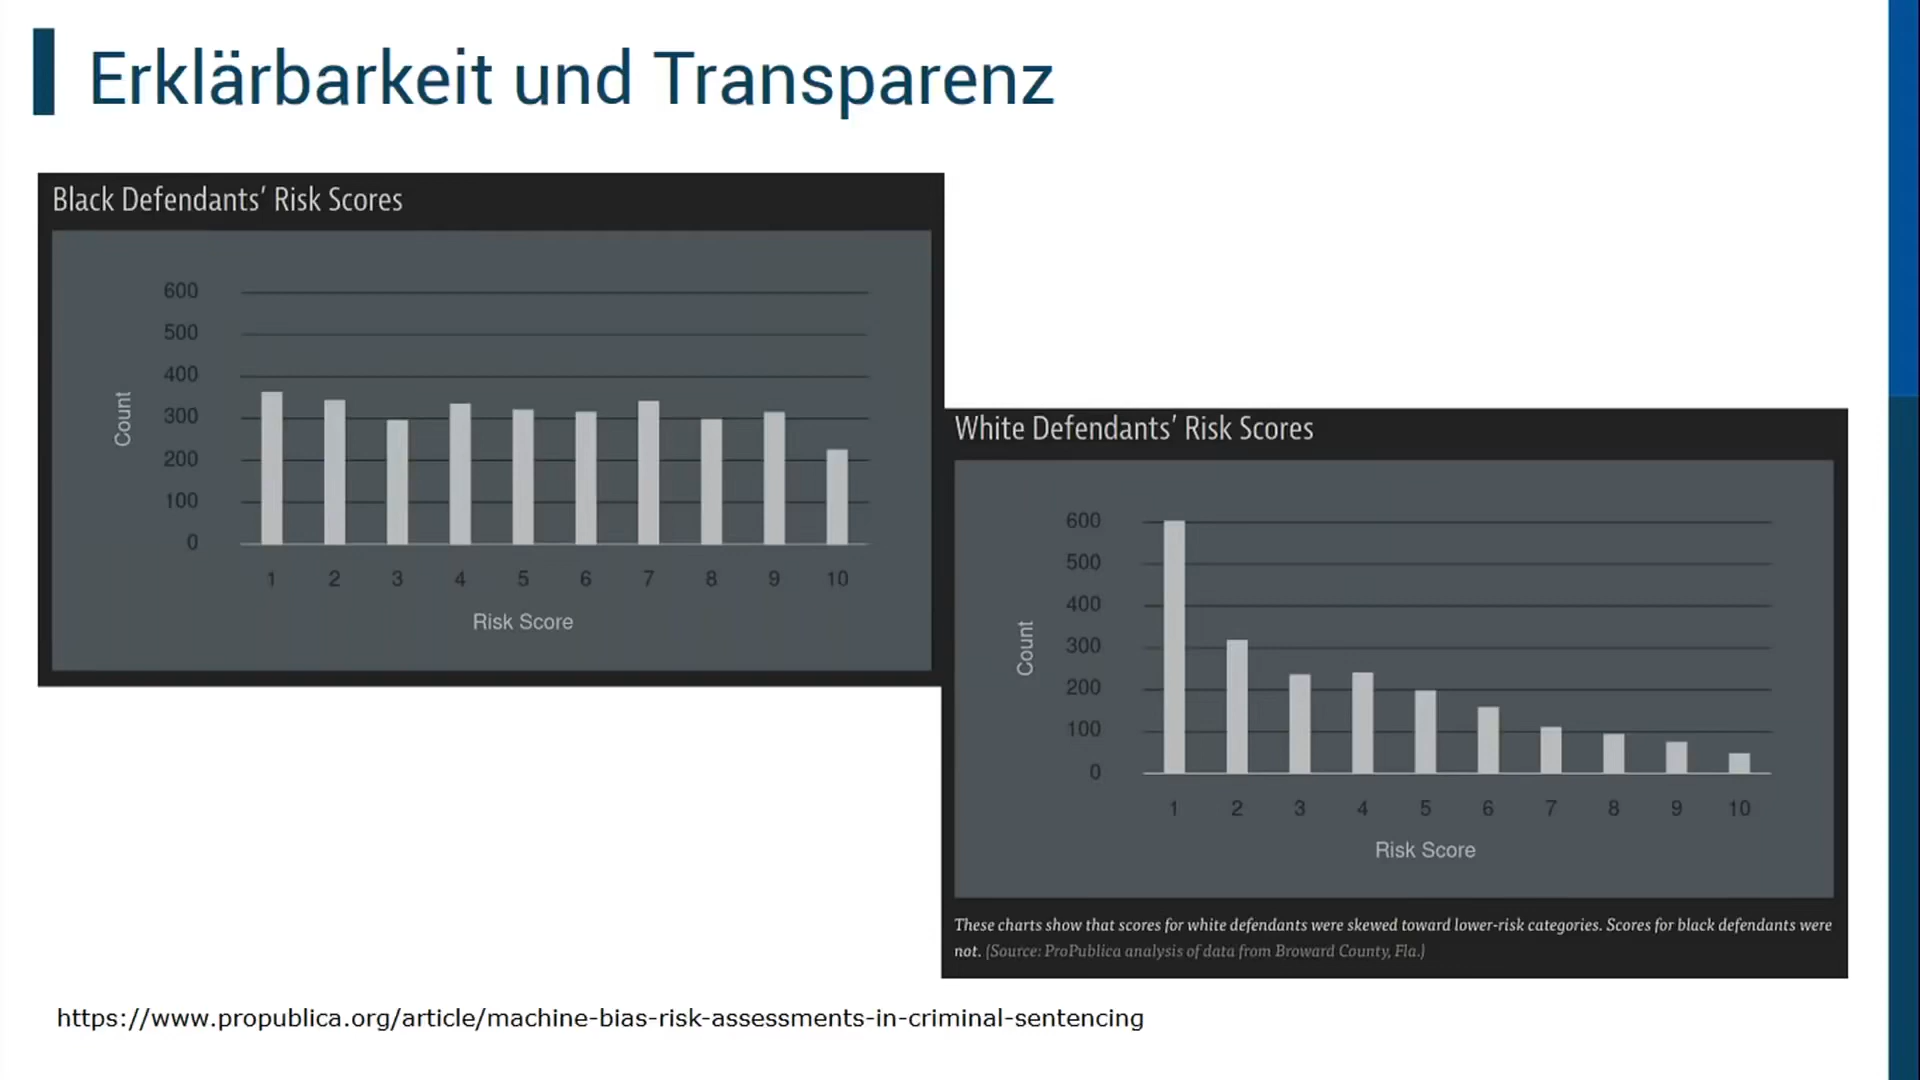 Erklärbarkeit und Transparenz
Black Defendants’ Risk Scores
600
500
400
300
200
100
0
Count
1 2 3 4 5 6 7 8 9 10
Risk Score
White Defendants’ Risk Scores
600
500
400
300
200
100
0
Count
1 2 3 4 5 6 7 8 9 10
Risk Score
These charts show that scores for white defendants were skewed toward lower-risk categories. Scores for black defendants were
not. (Source: ProPublica analysis of data from Broward County, Fla.)
https://www.propublica.org/article/machine-bias-risk-assessments-in-criminal-sentencing